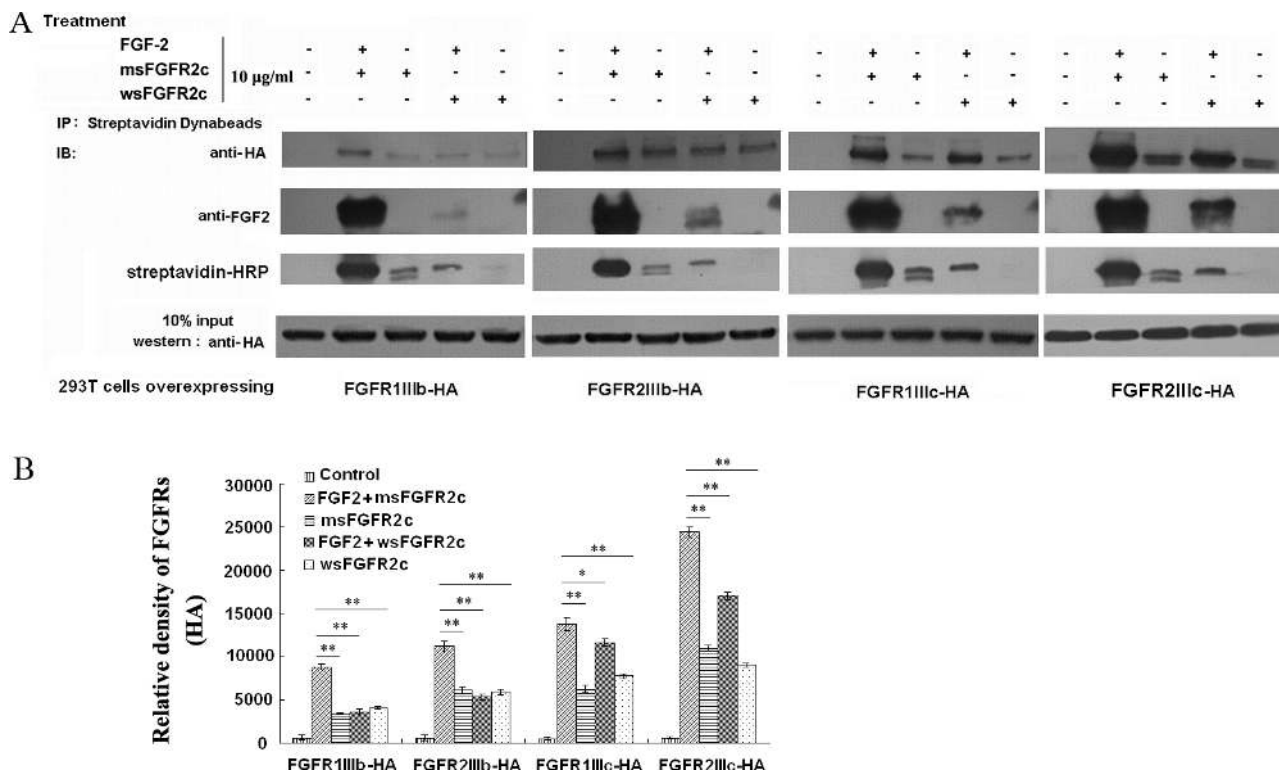 A Treatment
FGF-2 - + - + - - + - + - - + - + - - + - + -
msFGFR2c 10 µg/ml - + + - - + + - - + + - - + +
wsFGFR2c - - - + + - - - + + - - - + + - - - + +
IP: Streptavidin Dynabeads
IB: anti-HA
anti-FGF2
streptavidin-HRP
10% input
western : anti-HA
293T cells overexpressing FGFR1IIIb-HA FGFR2IIIb-HA FGFR1IIIc-HA FGFR2IIIc-HA
B
Relative density of FGFRs
(HA)
30000
25000
20000
15000
10000
5000
0
Control
FGF2+msFGFR2c
msFGFR2c
FGF2+wsFGFR2c
wsFGFR2c
** ** **
** ** **
** * **
** ** **
FGFR1IIIb-HA FGFR2IIIb-HA FGFR1IIIc-HA FGFR2IIIc-HA